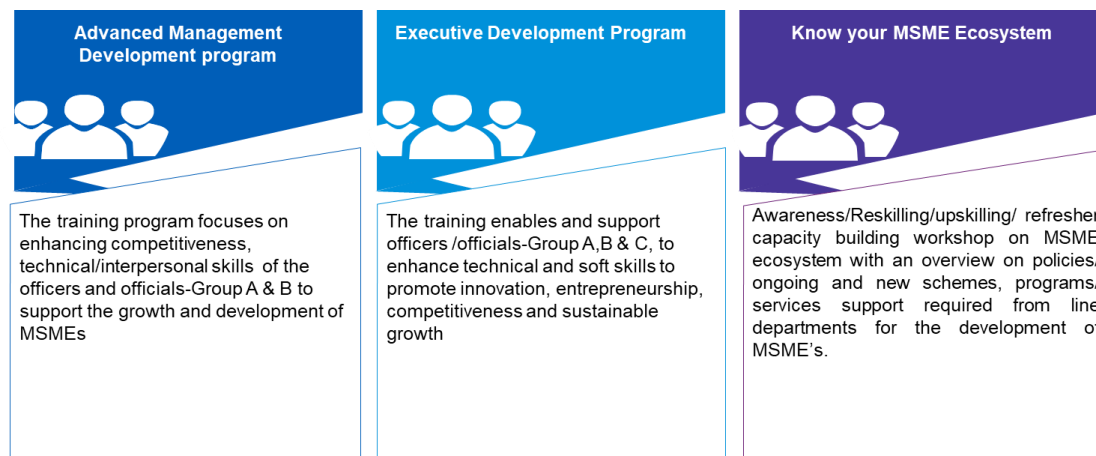 Advanced Management
Development program
The training program focuses on
enhancing competitiveness,
technical/interpersonal skills of the
officers and officials-Group A & B to
support the growth and development of
MSMEs
Executive Development Program
The training enables and support
officers /officials-Group A,B & C, to
enhance technical and soft skills to
promote innovation, entrepreneurship,
competitiveness and sustainable
growth
Know your MSME Ecosystem
Awareness/Reskilling/upskilling/ refresher
capacity building workshop on MSME
ecosystem with an overview on policies/
ongoing and new schemes, programs/
services support required from line
departments for the development of
MSME's.